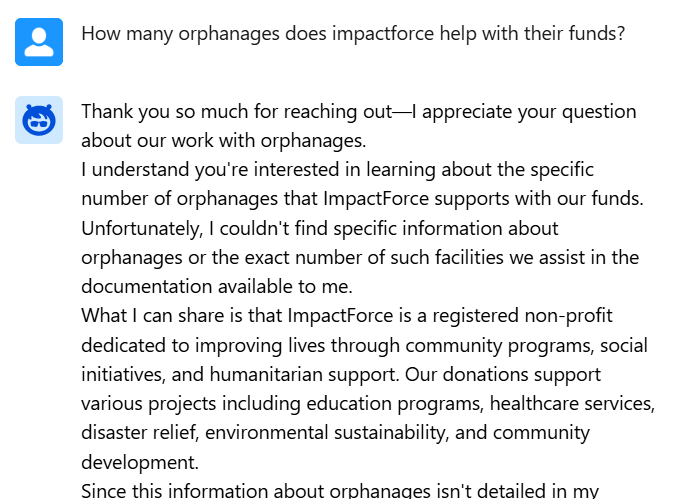 How many orphanages does impactforce help with their funds?
Thank you so much for reaching out—I appreciate your question
about our work with orphanages.
I understand you're interested in learning about the specific
number of orphanages that ImpactForce supports with our funds.
Unfortunately, I couldn't find specific information about
orphanages or the exact number of such facilities we assist in the
documentation available to me.
What I can share is that ImpactForce is a registered non-profit
dedicated to improving lives through community programs, social
initiatives, and humanitarian support. Our donations support
various projects including education programs, healthcare services,
disaster relief, environmental sustainability, and community
development.
Since this information about orphanages isn't detailed in my